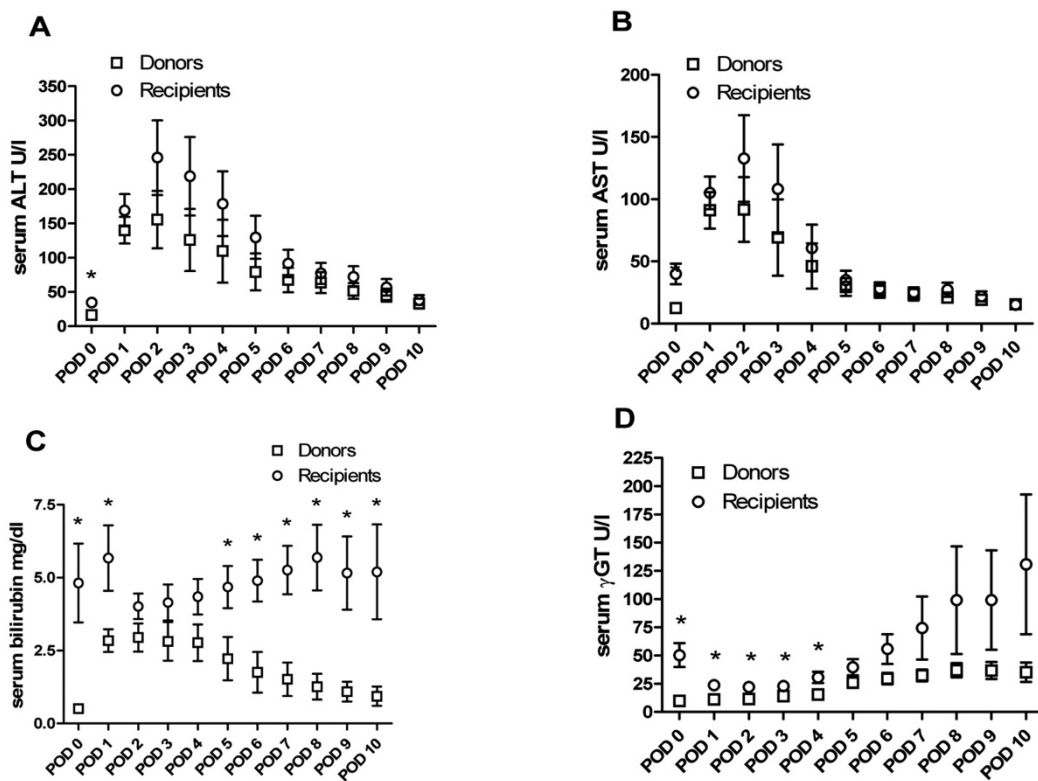 A
Donors
Recipients
serum ALT U/l
350
300
250
200
150
100
50
0
*
POD 0
POD 1
POD 2
POD 3
POD 4
POD 5
POD 6
POD 7
POD 8
POD 9
POD 10
B
Donors
Recipients
serum AST U/l
200
150
100
50
0
*
POD 0
POD 1
POD 2
POD 3
POD 4
POD 5
POD 6
POD 7
POD 8
POD 9
POD 10
C
Donors
Recipients
serum bilirubin mg/dl
7.5
5.0
2.5
0.0
* * * * * * * *
POD 0
POD 1
POD 2
POD 3
POD 4
POD 5
POD 6
POD 7
POD 8
POD 9
POD 10
D
Donors
Recipients
serum γGT U/l
225
200
175
150
125
100
75
50
25
0
* * * * *
POD 0
POD 1
POD 2
POD 3
POD 4
POD 5
POD 6
POD 7
POD 8
POD 9
POD 10